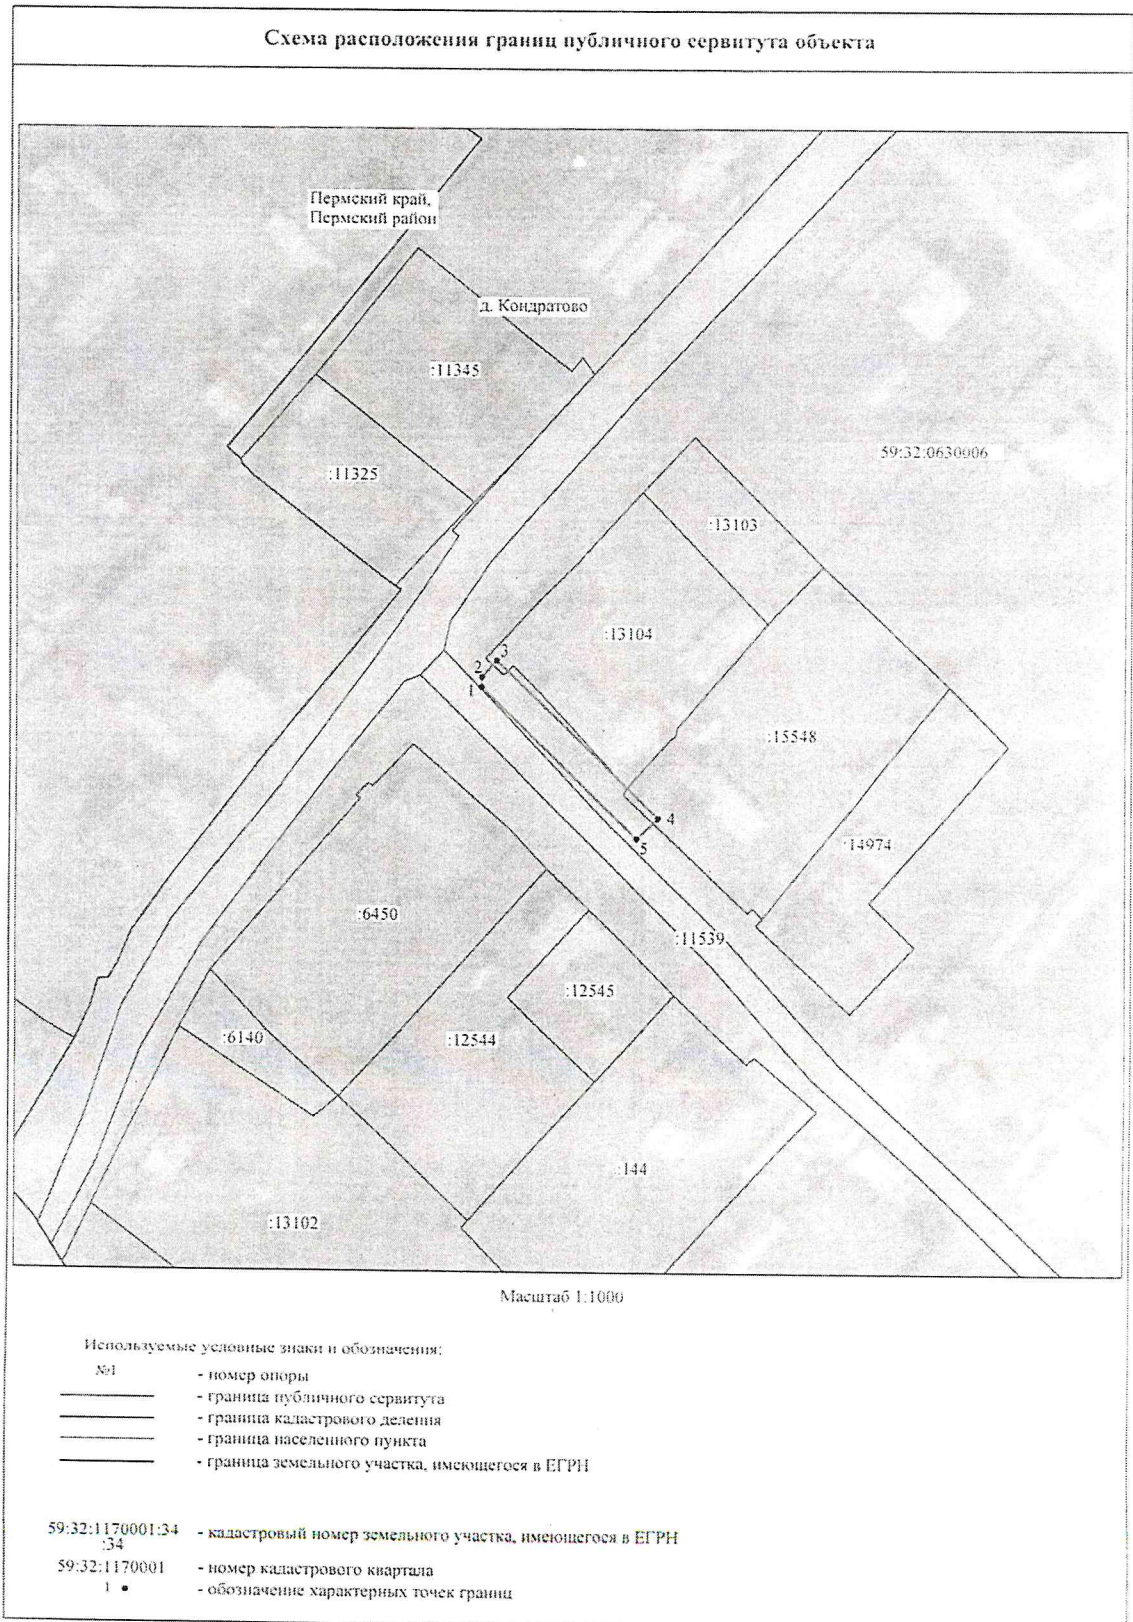 Схема расположения границ публичного сервитута объекта
Пермский край,
Пермский район
д. Кондратово
:11345
59:32:0630006
:11325
:13103
:13104
3
2
1
:15548
4
5
:14974
:6450
:11539
:12545
:6140
:12544
:144
:13102
Масштаб 1:1000
Используемые условные знаки и обозначения:
№1 - номер опоры
- граница публичного сервитута
- граница кадастрового деления
- граница населенного пункта
- граница земельного участка, имеющегося в ЕГРН
59:32:1170001:34 - кадастровый номер земельного участка, имеющегося в ЕГРН
:34
59:32:1170001 - номер кадастрового квартала
1 - обозначение характерных точек границ